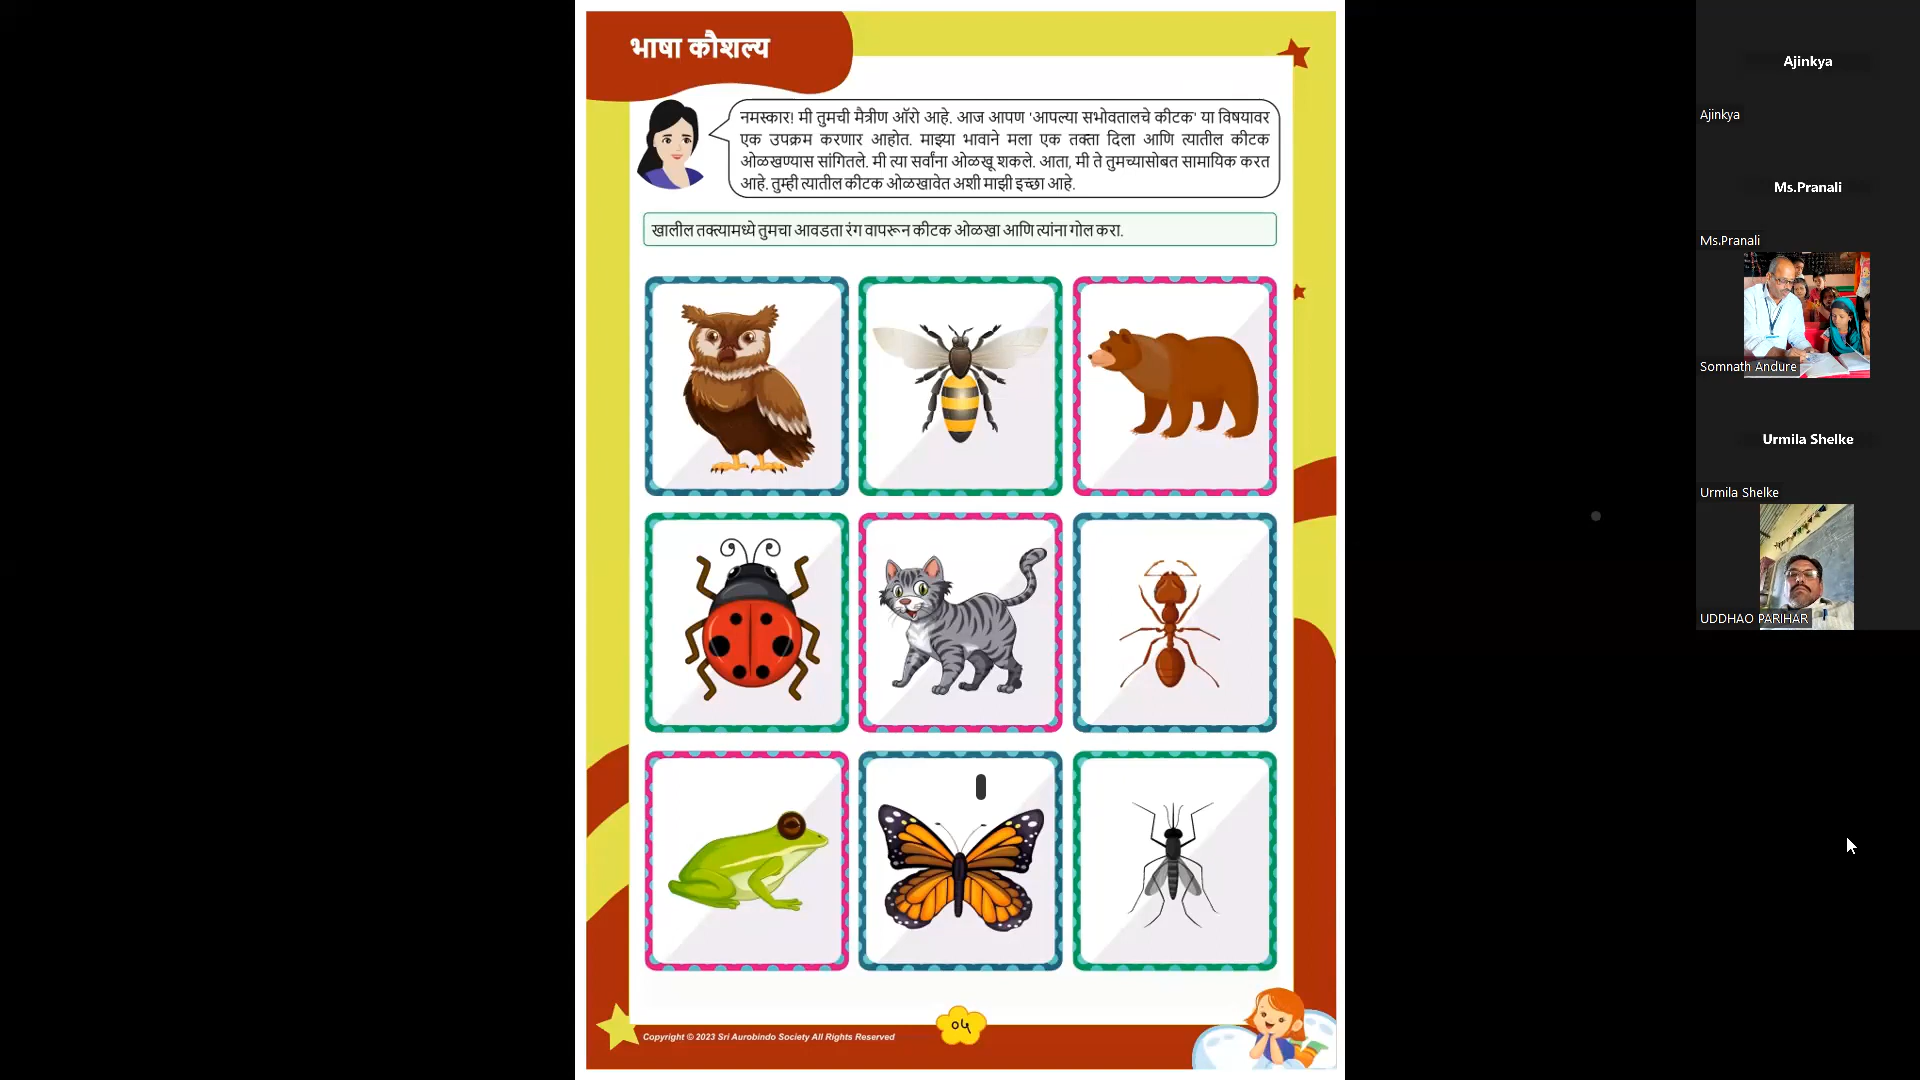 भाषा कौशल्य
नमस्कार! मी तुमची मैत्रीण ऑरो आहे. आज आपण 'आपल्या सभोवतालचे कीटक' या विषयावर
एक उपक्रम करणार आहोत. माझ्या भावाने मला एक तक्ता दिला आणि त्यातील कीटक
ओळखण्यास सांगितले. मी त्या सर्वांना ओळखू शकले. आता, मी ते तुमच्यासोबत सामायिक करत
आहे. तुम्ही त्यातील कीटक ओळखावेत अशी माझी इच्छा आहे.
खालील तक्त्यामध्ये तुमचा आवडता रंग वापरून कीटक ओळखा आणि त्यांना गोल करा.
Copyright © 2023 Sri Aurobindo Society All Rights Reserved
०५
Ajinkya
Ajinkya
Ms.Pranali
Ms.Pranali
Somnath Andure
Urmila Shelke
Urmila Shelke
UDDHAO PARIHAR